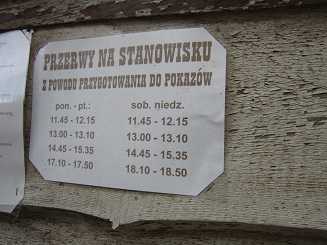 PRZERWY NA STANOWISKU
Z POWODU PRZYGOTOWANIA DO POKAZÓW
pon. - pt.: sob. niedz.
11.45 - 12.15 11.45 - 12.15
13.00 - 13.10 13.00 - 13.10
14.45 - 15.35 14.45 - 15.35
17.10 - 17.50 18.10 - 18.50